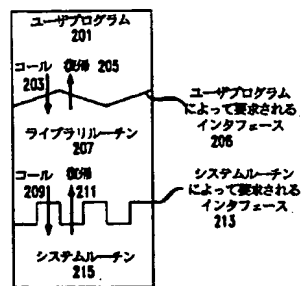 ユーザプログラム
201
コール 復帰 205
203
ユーザプログラム
によって要求される
インタフェース
206
ライブラリルーチン
207
コール 復帰
209 211
システムルーチン
によって要求される
インタフェース
213
システムルーチン
215